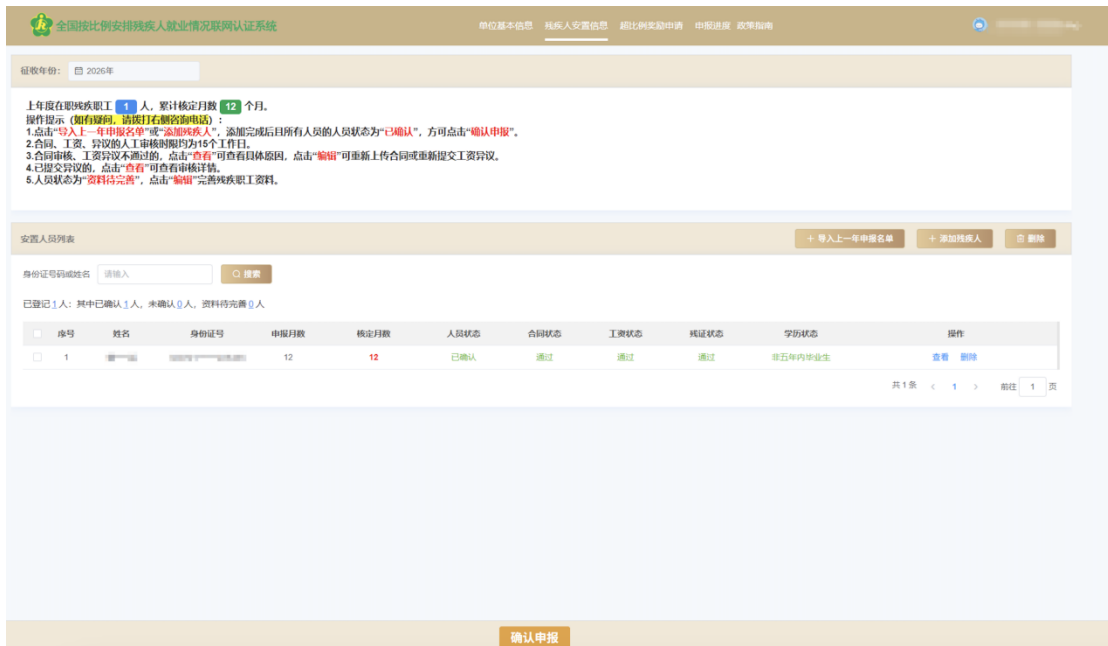 全国按比例安排残疾人就业情况联网认证系统
单位基本信息 残疾人安置信息 超比例奖励申请 申报进度 政策指南
征收年份： 2026年
上年度在职残疾职工 1 人，累计核定月数 12 个月。
操作提示（如有疑问，请拨打右侧咨询电话）：
1.点击“导入上一年申报名单”或“添加残疾人”，添加完成后且所有人员的人员状态为“已确认”，方可点击“确认申报”。
2.合同、工资、异议的人工审核时限均为15个工作日。
3.合同审核、工资异议不通过的，点击“查看”可查看具体原因，点击“编辑”可重新上传合同或重新提交工资异议。
4.已提交异议的，点击“查看”可查看审核详情。
5.人员状态为“资料待完善”，点击“编辑”完善残疾职工资料。
安置人员列表 + 导入上一年申报名单 + 添加残疾人 删除
身份证号码或姓名 请输入 搜索
已登记1人：其中已确认1人，未确认0人，资料待完善0人
序号 姓名 身份证号 申报月数 核定月数 人员状态 合同状态 工资状态 残证状态 学历状态 操作
1 12 12 已确认 通过 通过 通过 非五年内毕业生 查看 删除
共1条 < 1 > 前往 1 页
确认申报